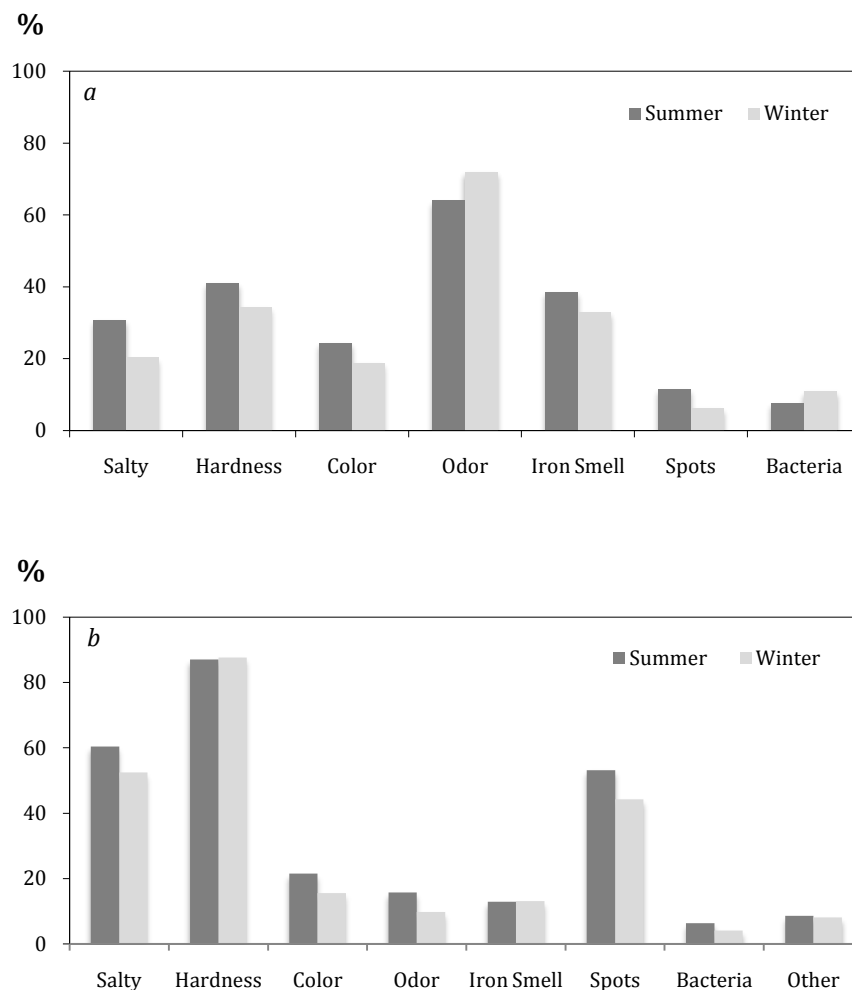 %
100
a
Summer Winter
80
60
40
20
0
Salty Hardness Color Odor Iron Smell Spots Bacteria
%
100
b
Summer Winter
80
60
40
20
0
Salty Hardness Color Odor Iron Smell Spots Bacteria Other